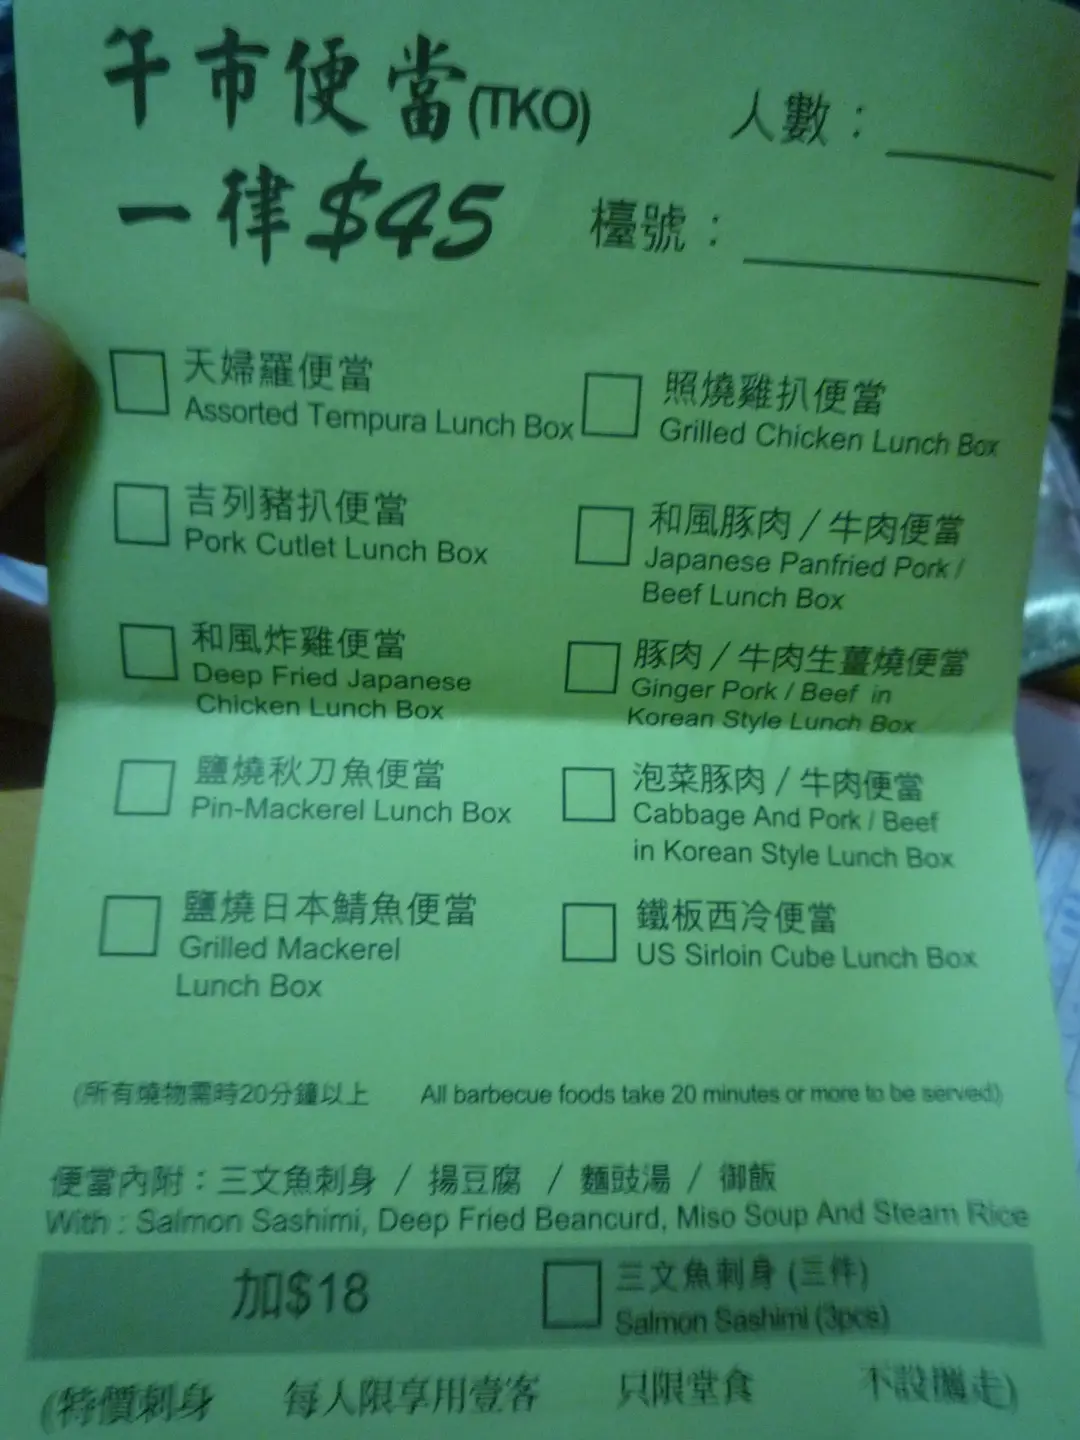 午市便當(TKO)
人數：
一律$45
檯號：
天婦羅便當
Assorted Tempura Lunch Box
照燒雞扒便當
Grilled Chicken Lunch Box
吉列豬扒便當
Pork Cutlet Lunch Box
和風豚肉 / 牛肉便當
Japanese Panfried Pork /
Beef Lunch Box
和風炸雞便當
Deep Fried Japanese
Chicken Lunch Box
豚肉 / 牛肉生薑燒便當
Ginger Pork / Beef in
Korean Style Lunch Box
鹽燒秋刀魚便當
Pin-Mackerel Lunch Box
泡菜豚肉 / 牛肉便當
Cabbage And Pork / Beef
in Korean Style Lunch Box
鹽燒日本鯖魚便當
Grilled Mackerel
Lunch Box
鐵板西冷便當
US Sirloin Cube Lunch Box
(所有燒物需時20分鐘以上 All barbecue foods take 20 minutes or more to be served)
便當內附：三文魚刺身 / 揚豆腐 / 麵豉湯 / 御飯
With : Salmon Sashimi, Deep Fried Beancurd, Miso Soup And Steam Rice
加$18
三文魚刺身 (三件)
Salmon Sashimi (3pcs)
(特價刺身 每人限享用壹客 只限堂食 不設攜走)